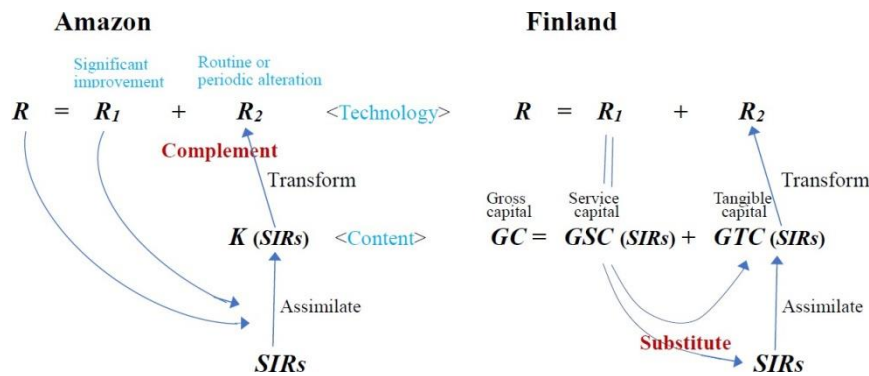 Amazon
Finland
Significant improvement
Routine or periodic alteration
R = R1 + R2 <Technology> R = R1 + R2
Complement
Transform
Transform
Gross capital
Service capital
Tangible capital
K (SIRs) <Content> GC = GSC (SIRs) + GTC (SIRs)
Assimilate
Assimilate
Substitute
SIRs
SIRs